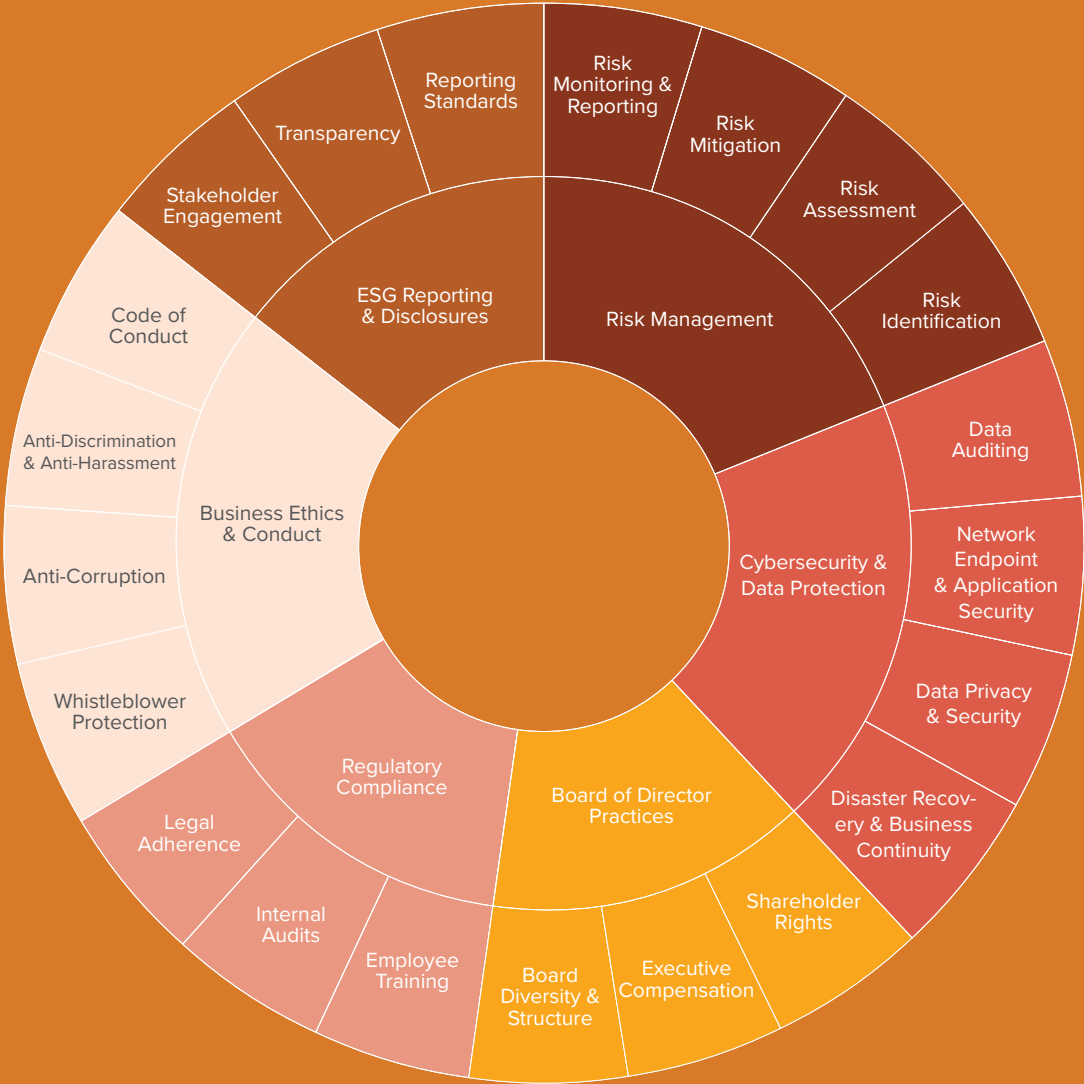 Reporting
Standards
Transparency
Stakeholder
Engagement
ESG Reporting
& Disclosures
Risk
Monitoring &
Reporting
Risk
Mitigation
Risk
Assessment
Risk
Identification
Risk Management
Data
Auditing
Network
Endpoint
& Application
Security
Data Privacy
& Security
Disaster Recov-
ery & Business
Continuity
Cybersecurity &
Data Protection
Shareholder
Rights
Executive
Compensation
Board
Diversity &
Structure
Board of Director
Practices
Employee
Training
Internal
Audits
Legal
Adherence
Regulatory
Compliance
Whistleblower
Protection
Anti-Corruption
Anti-Discrimination
& Anti-Harassment
Code of
Conduct
Business Ethics
& Conduct